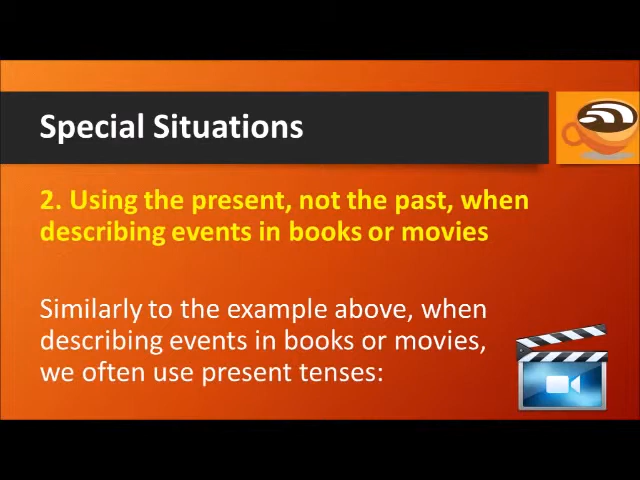 Special Situations
2. Using the present, not the past, when
describing events in books or movies
Similarly to the example above, when
describing events in books or movies,
we often use present tenses: